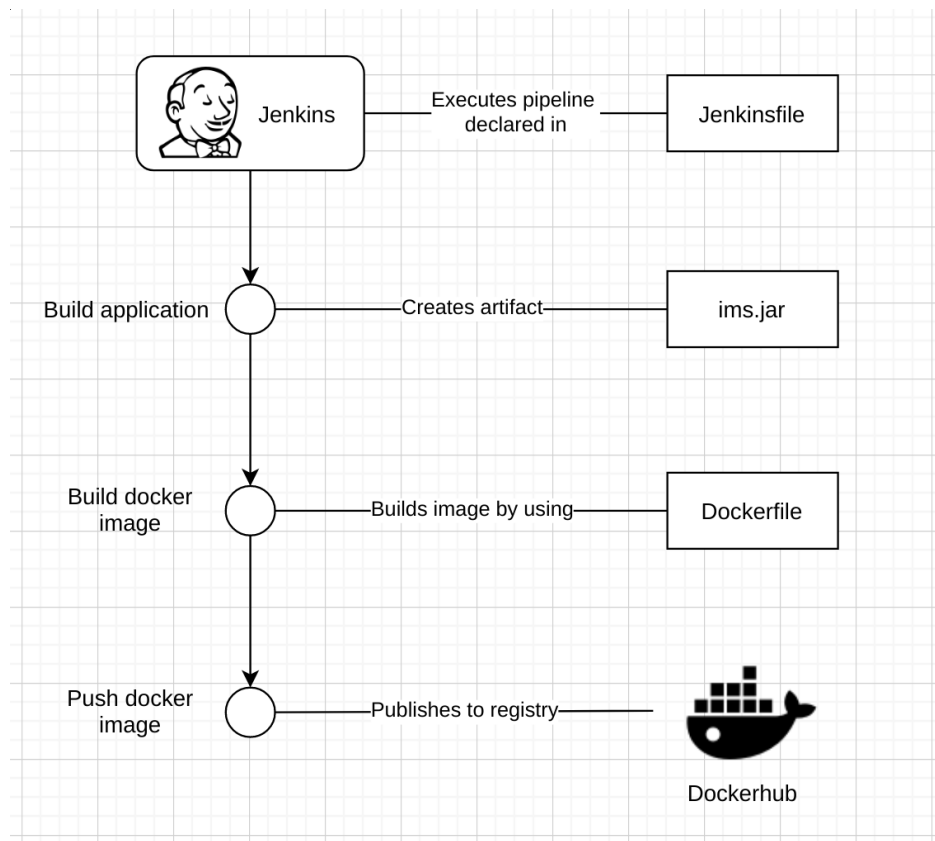 Jenkins
Executes pipeline
declared in
Jenkinsfile
Build application
Creates artifact
ims.jar
Build docker
image
Builds image by using
Dockerfile
Push docker
image
Publishes to registry
Dockerhub